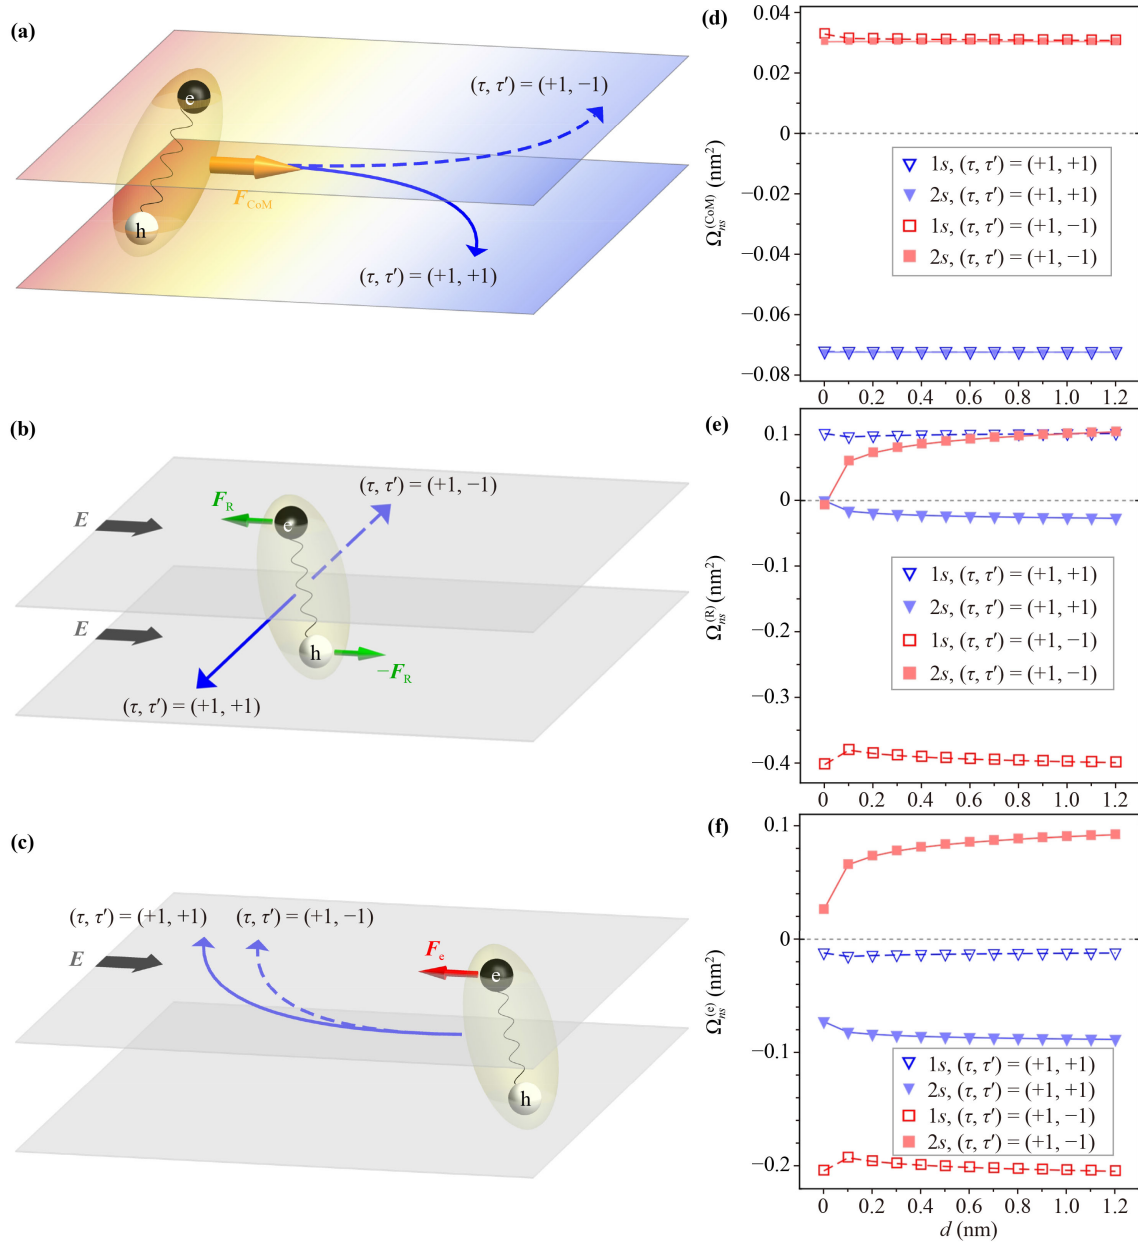 (a)
e
h
F_CoM
(τ, τ′) = (+1, −1)
(τ, τ′) = (+1, +1)
(b)
E
E
F_R
e
h
−F_R
(τ, τ′) = (+1, −1)
(τ, τ′) = (+1, +1)
(c)
(τ, τ′) = (+1, +1)
(τ, τ′) = (+1, −1)
E
F_e
e
h
(d)
0.04
0.02
0
−0.02
−0.04
−0.06
−0.08
Ω_ns^(CoM) (nm²)
1s, (τ, τ′) = (+1, +1)
2s, (τ, τ′) = (+1, +1)
1s, (τ, τ′) = (+1, −1)
2s, (τ, τ′) = (+1, −1)
0 0.2 0.4 0.6 0.8 1.0 1.2
(e)
0.1
0
−0.1
−0.2
−0.3
−0.4
Ω_ns^(R) (nm²)
1s, (τ, τ′) = (+1, +1)
2s, (τ, τ′) = (+1, +1)
1s, (τ, τ′) = (+1, −1)
2s, (τ, τ′) = (+1, −1)
0 0.2 0.4 0.6 0.8 1.0 1.2
(f)
0.1
0
−0.1
−0.2
Ω_ns^(e) (nm²)
1s, (τ, τ′) = (+1, +1)
2s, (τ, τ′) = (+1, +1)
1s, (τ, τ′) = (+1, −1)
2s, (τ, τ′) = (+1, −1)
0 0.2 0.4 0.6 0.8 1.0 1.2
d (nm)